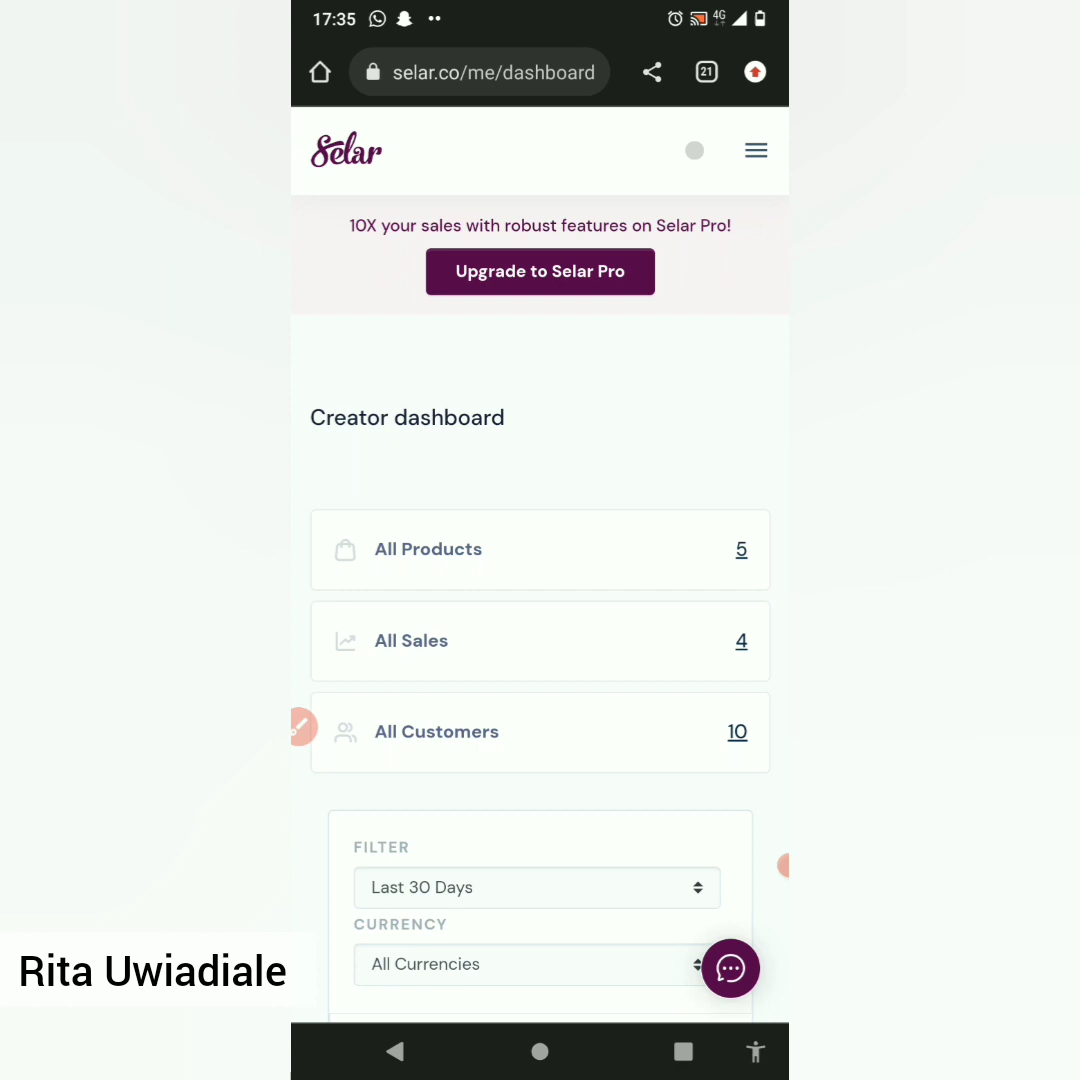 17:35
4G
selar.co/me/dashboard
21
Selar
10X your sales with robust features on Selar Pro!
Upgrade to Selar Pro
Creator dashboard
All Products 5
All Sales 4
All Customers 10
FILTER
Last 30 Days
CURRENCY
All Currencies
Rita Uwiadiale